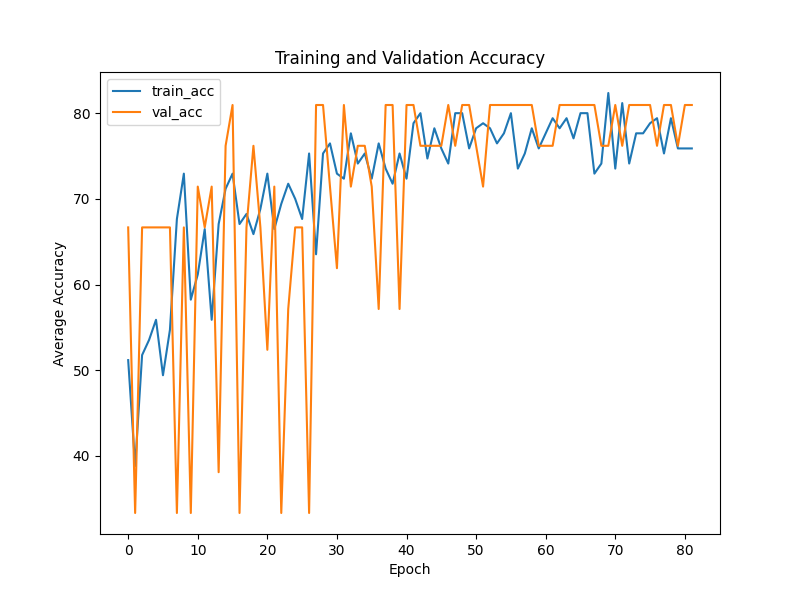 Training and Validation Accuracy
train_acc
val_acc
80
70
60
50
40
Average Accuracy
0 10 20 30 40 50 60 70 80
Epoch